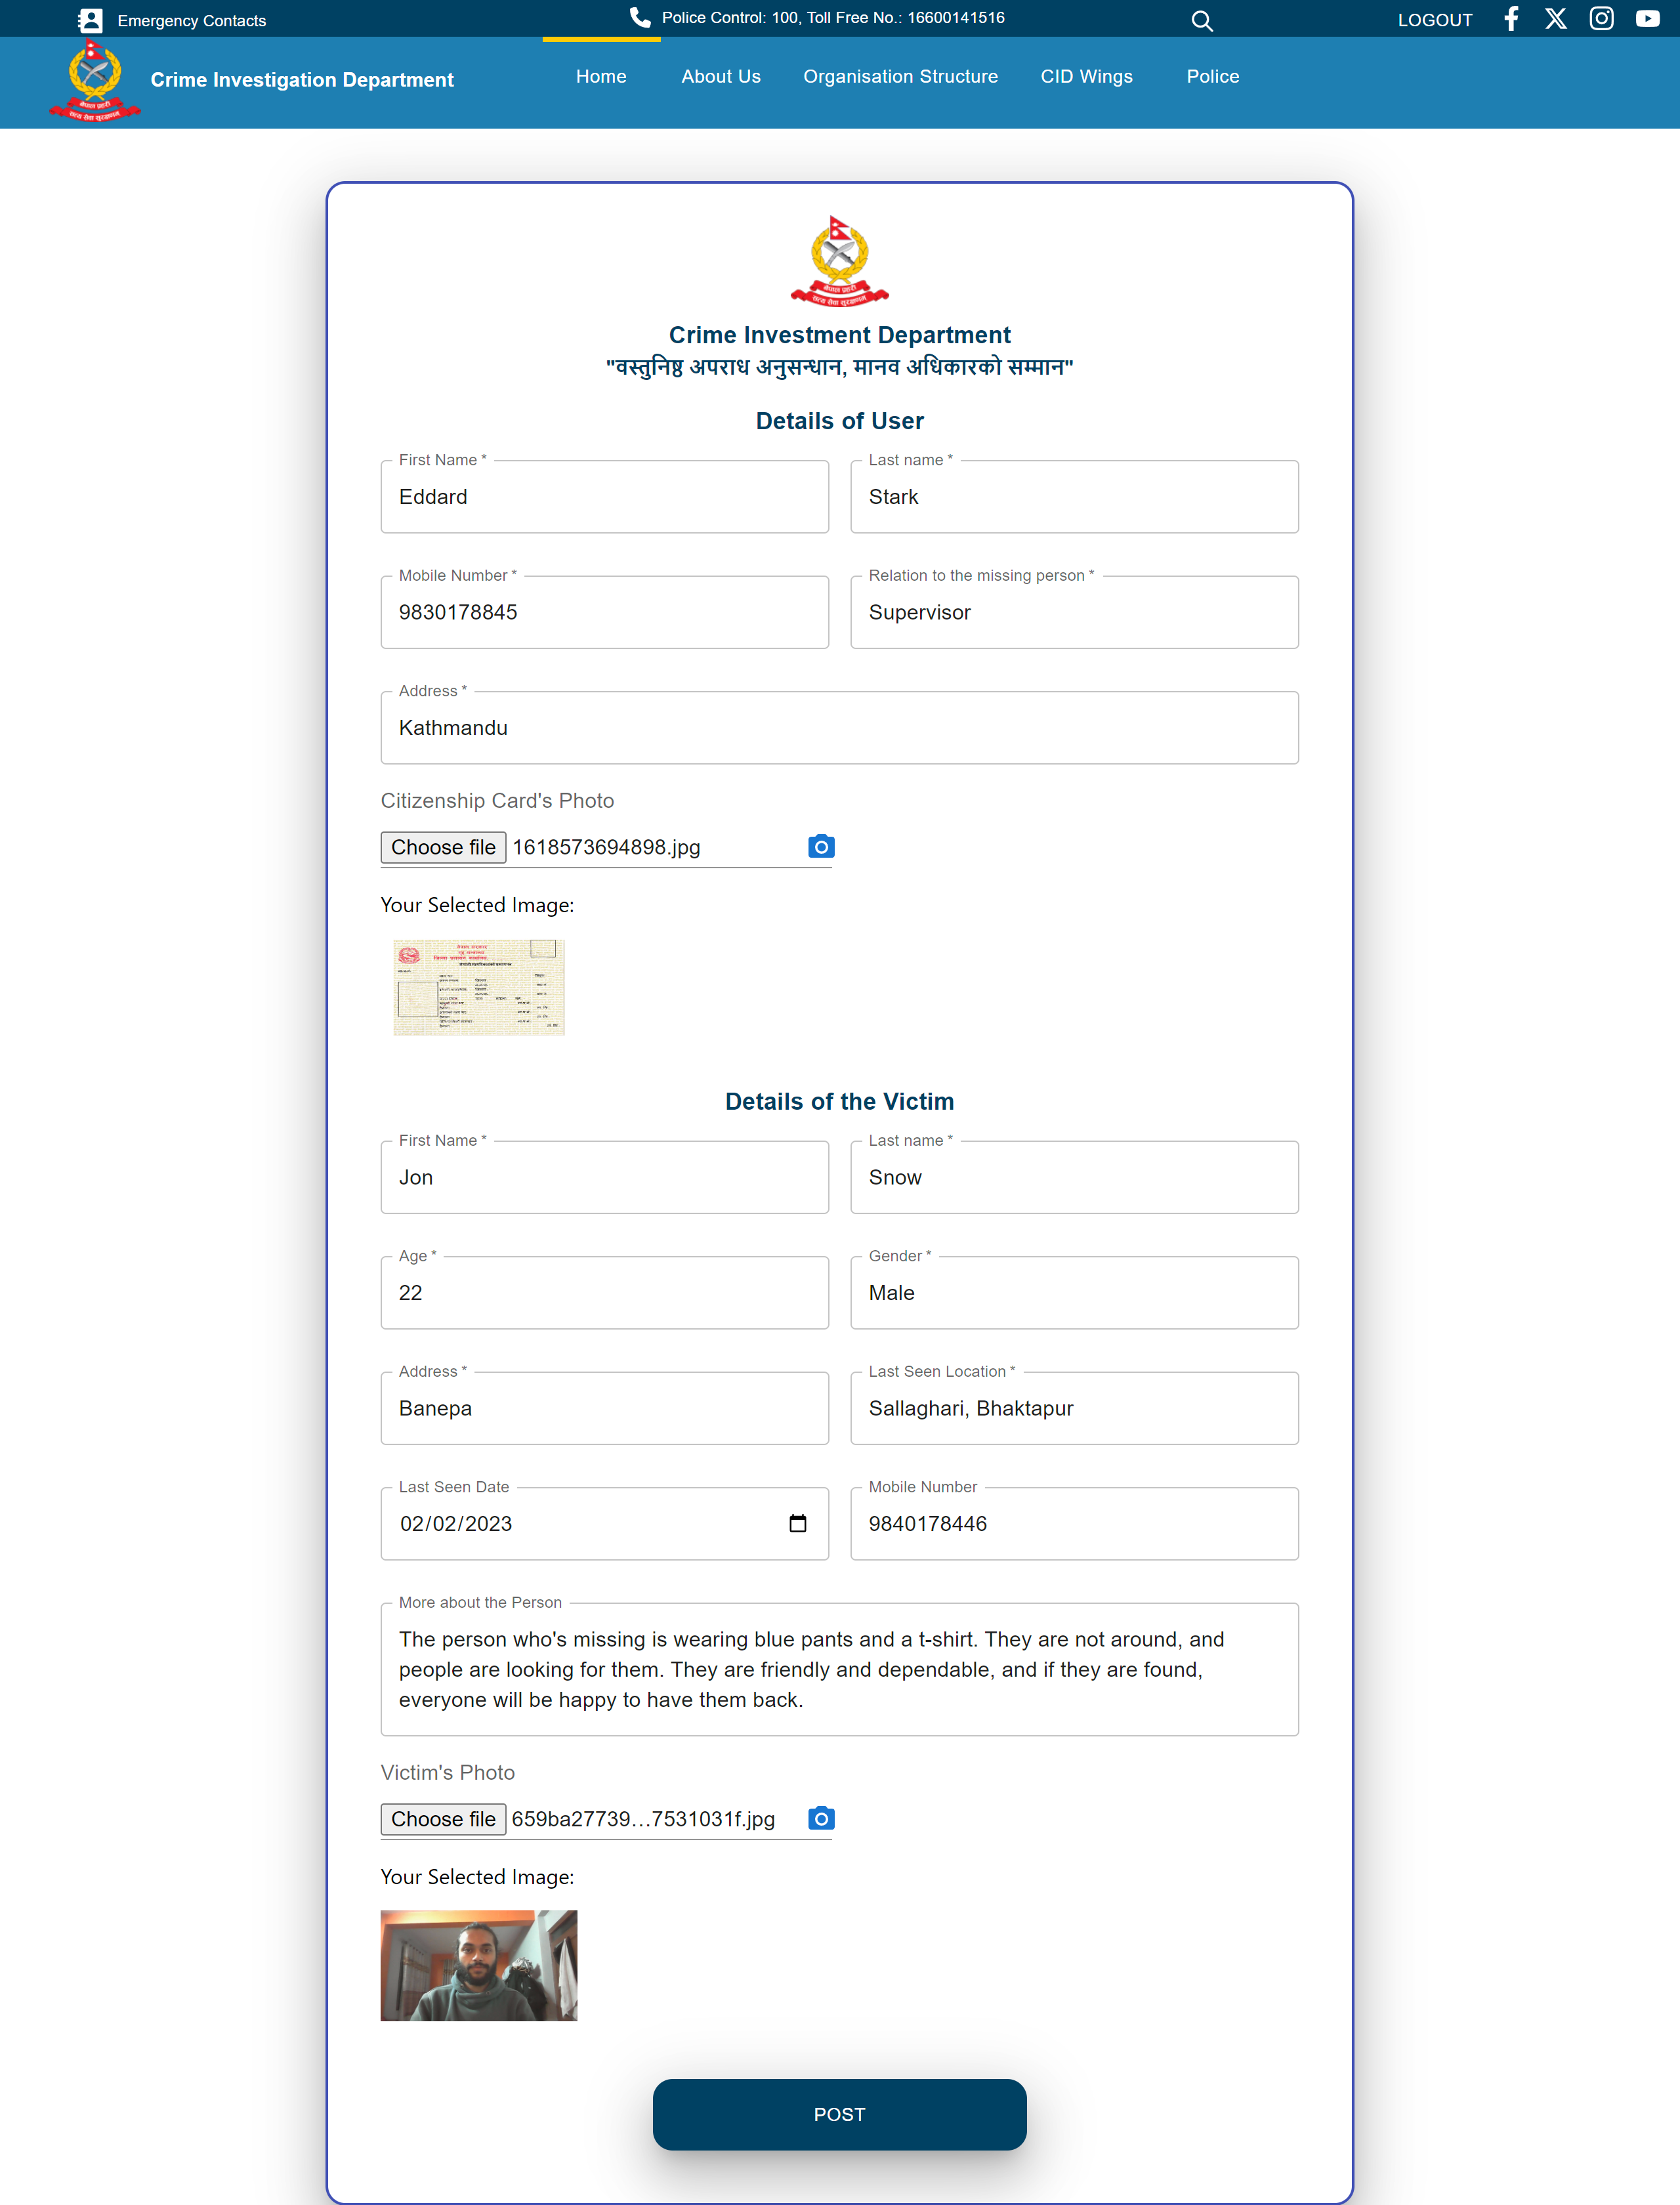 Emergency Contacts
Police Control: 100, Toll Free No.: 16600141516
LOGOUT
Crime Investigation Department
Home
About Us
Organisation Structure
CID Wings
Police
नेपाल प्रहरी
सत्य सेवा सुरक्षणम्
Crime Investment Department
"वस्तुनिष्ठ अपराध अनुसन्धान, मानव अधिकारको सम्मान"
Details of User
First Name *
Eddard
Last name *
Stark
Mobile Number *
9830178845
Relation to the missing person *
Supervisor
Address *
Kathmandu
Citizenship Card's Photo
Choose file 1618573694898.jpg
Your Selected Image:
नेपाल सरकार
Details of the Victim
First Name *
Jon
Last name *
Snow
Age *
22
Gender *
Male
Address *
Banepa
Last Seen Location *
Sallaghari, Bhaktapur
Last Seen Date
02/02/2023
Mobile Number
9840178446
More about the Person
The person who's missing is wearing blue pants and a t-shirt. They are not around, and
people are looking for them. They are friendly and dependable, and if they are found,
everyone will be happy to have them back.
Victim's Photo
Choose file 659ba27739...7531031f.jpg
Your Selected Image:
POST